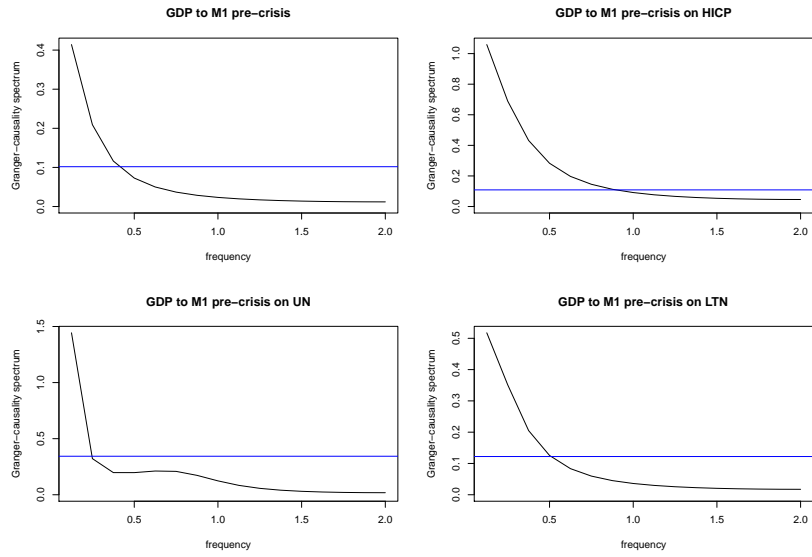 GDP to M1 pre−crisis
Granger−causality spectrum
0.4
0.3
0.2
0.1
0.0
0.5 1.0 1.5 2.0
frequency
GDP to M1 pre−crisis on HICP
Granger−causality spectrum
1.0
0.8
0.6
0.4
0.2
0.0
0.5 1.0 1.5 2.0
frequency
GDP to M1 pre−crisis on UN
Granger−causality spectrum
1.5
1.0
0.5
0.0
0.5 1.0 1.5 2.0
frequency
GDP to M1 pre−crisis on LTN
Granger−causality spectrum
0.5
0.4
0.3
0.2
0.1
0.0
0.5 1.0 1.5 2.0
frequency